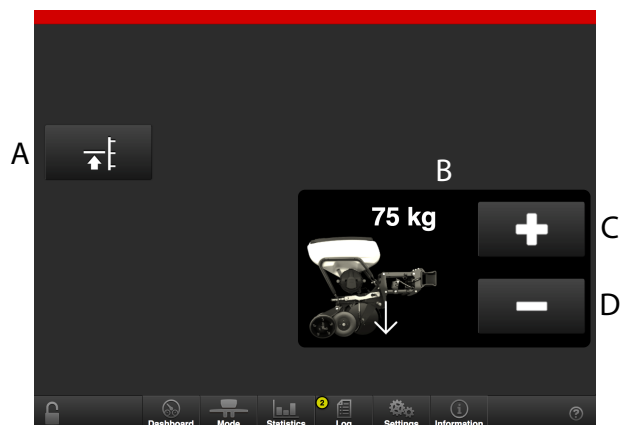 A
B
75 kg
C
D
2
Dashboard Mode Statistics Log Settings Information ?